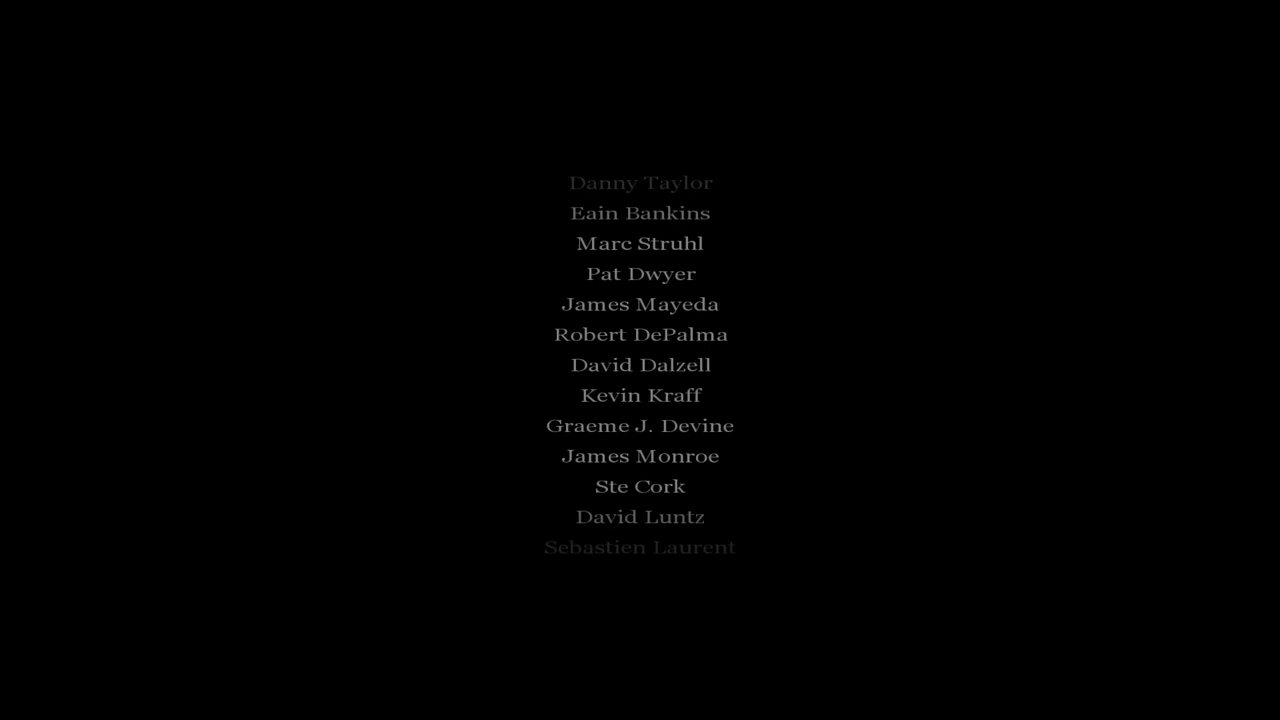 Danny Taylor
Eain Bankins
Marc Struhl
Pat Dwyer
James Mayeda
Robert DePalma
David Dalzell
Kevin Kraff
Graeme J. Devine
James Monroe
Ste Cork
David Luntz
Sebastien Laurent